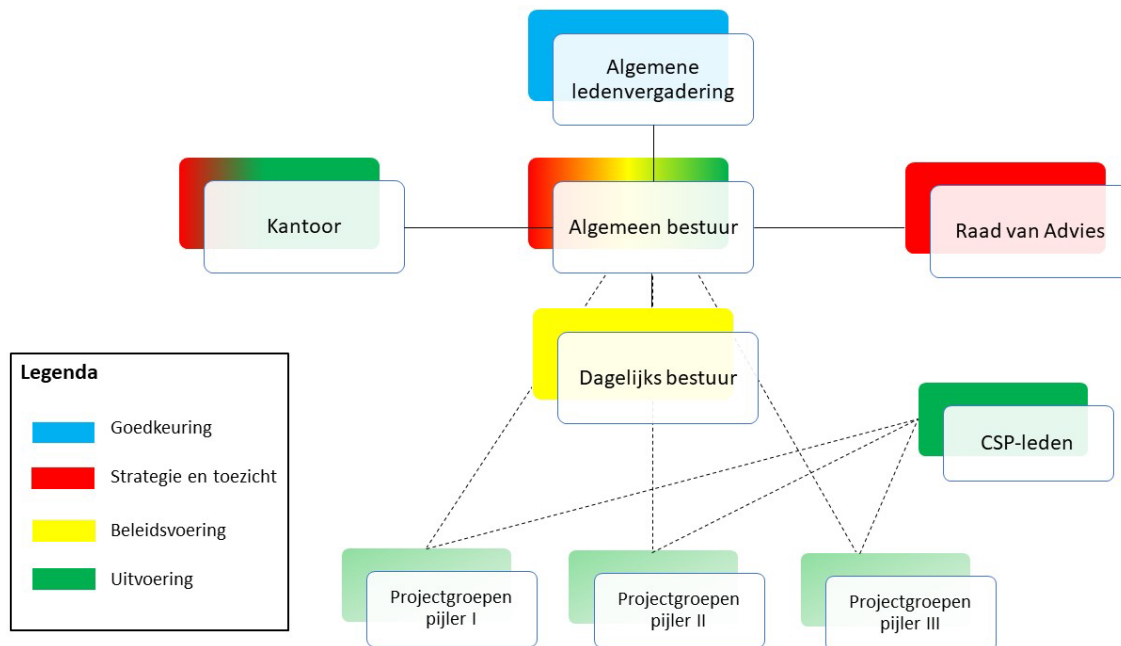 Algemene
ledenvergadering
Kantoor
Algemeen bestuur
Raad van Advies
Dagelijks bestuur
CSP-leden
Legenda
Goedkeuring
Strategie en toezicht
Beleidsvoering
Uitvoering
Projectgroepen
pijler I
Projectgroepen
pijler II
Projectgroepen
pijler III